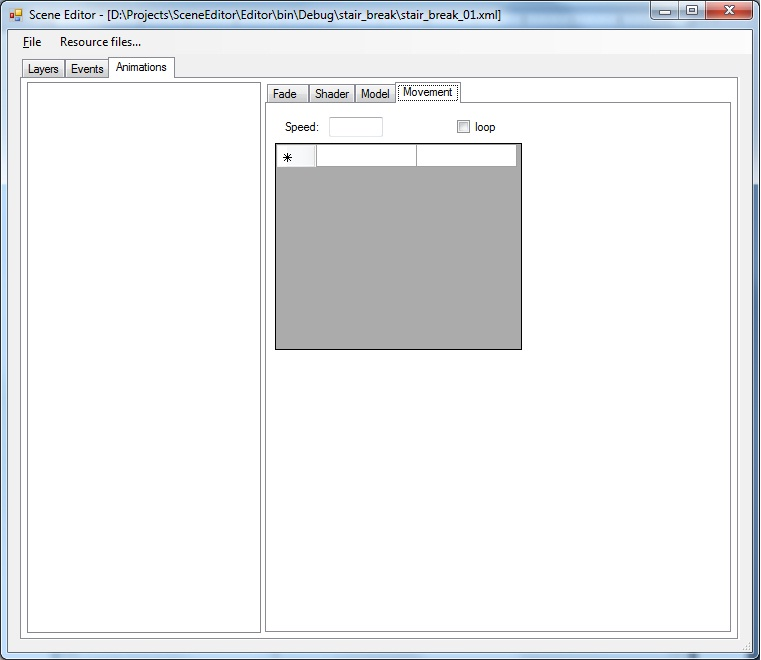 Scene Editor - [D:\Projects\SceneEditor\Editor\bin\Debug\stair_break\stair_break_01.xml]
File Resource files...
Layers Events Animations
Fade Shader Model Movement
Speed: loop